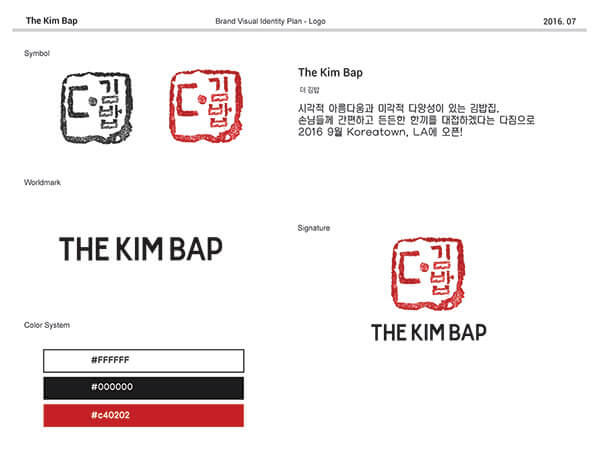 The Kim Bap
Brand Visual Identity Plan - Logo
2016. 07
Symbol
더 김밥
더 김밥
The Kim Bap
더 김밥
시각적 아름다움과 미각적 다양성이 있는 김밥집.
손님들께 간편하고 든든한 한끼를 대접하겠다는 다짐으로
2016 9월 Koreatown, LA에 오픈!
Worldmark
THE KIM BAP
Signature
더 김밥
THE KIM BAP
Color System
#FFFFFF
#000000
#c40202